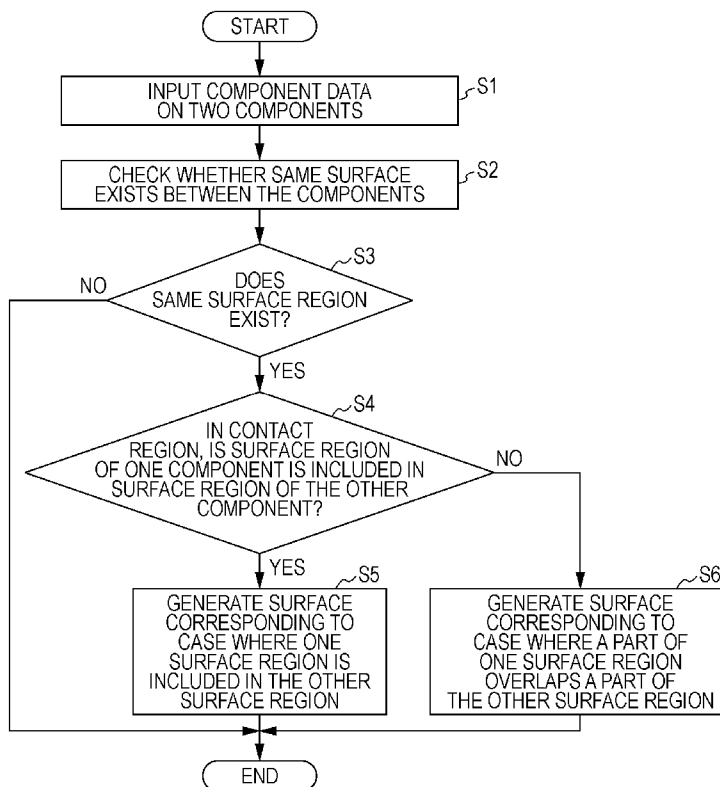 START
INPUT COMPONENT DATA
ON TWO COMPONENTS
S1
CHECK WHETHER SAME SURFACE
EXISTS BETWEEN THE COMPONENTS
S2
S3
DOES
SAME SURFACE REGION
EXIST?
NO
YES
S4
IN CONTACT
REGION, IS SURFACE REGION
OF ONE COMPONENT IS INCLUDED IN
SURFACE REGION OF THE OTHER
COMPONENT?
NO
YES
S5
GENERATE SURFACE
CORRESPONDING TO
CASE WHERE ONE
SURFACE REGION IS
INCLUDED IN THE OTHER
SURFACE REGION
S6
GENERATE SURFACE
CORRESPONDING TO
CASE WHERE A PART OF
ONE SURFACE REGION
OVERLAPS A PART OF
THE OTHER SURFACE REGION
END